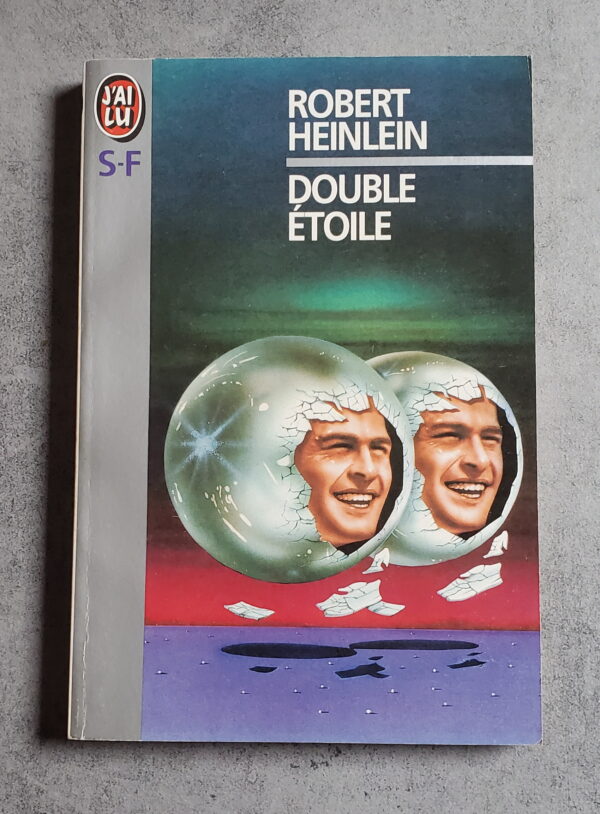 J'AI
LU
S-F
ROBERT
HEINLEIN
DOUBLE
ÉTOILE